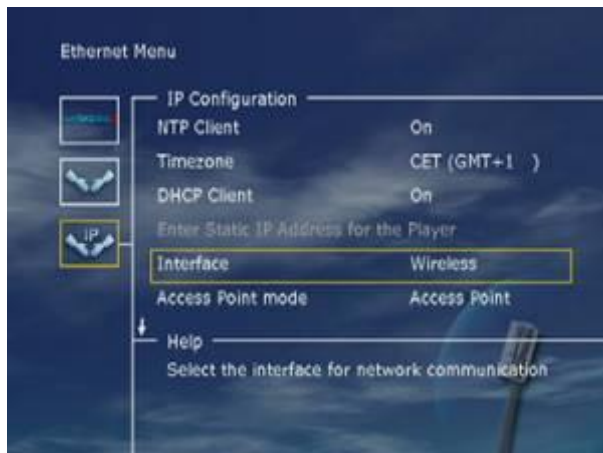 Ethernet Menu
IP Configuration
NTP Client On
Timezone CET (GMT+1 )
DHCP Client On
IP
Enter Static IP Address for the Player
Interface Wireless
Access Point mode Access Point
Help
Select the interface for network communication